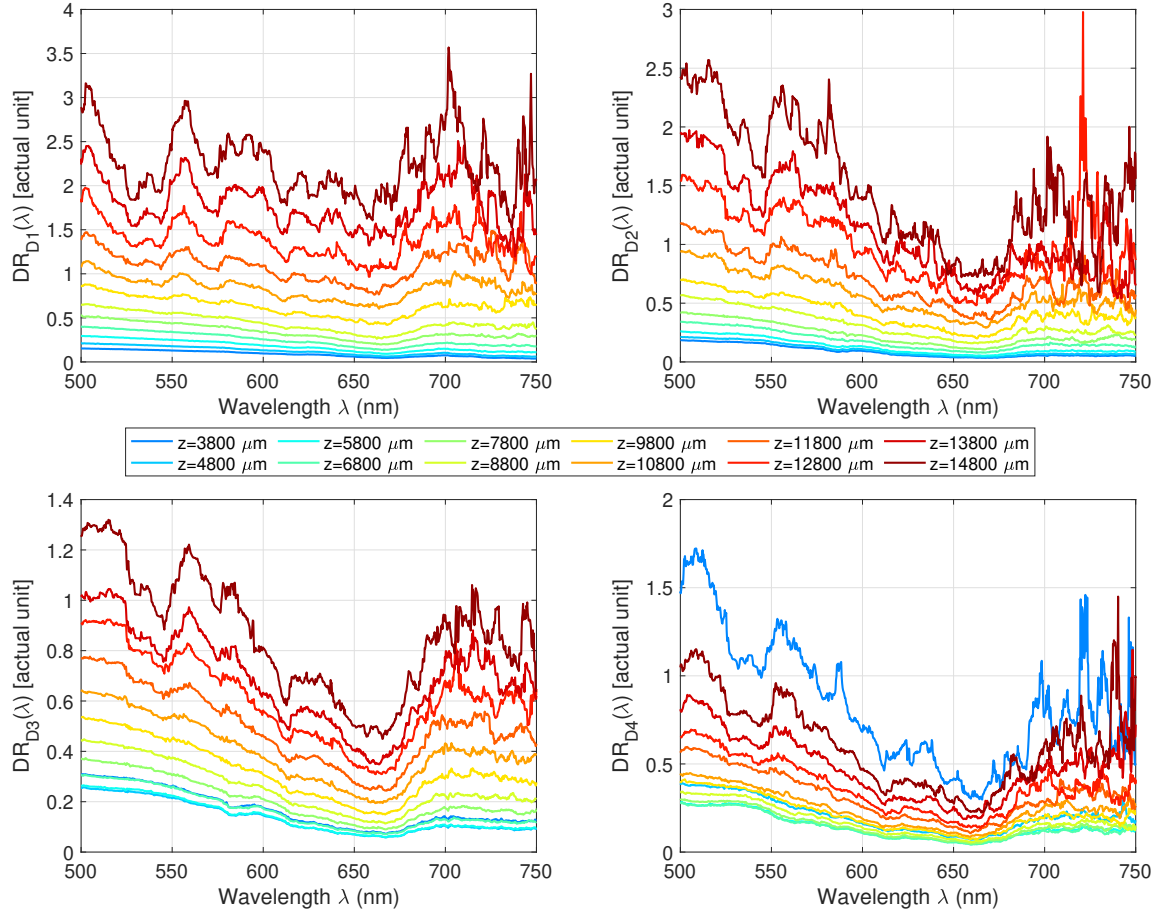 4
3.5
3
2.5
2
1.5
1
0.5
0
500 550 600 650 700 750
Wavelength λ (nm)
DR_D1(λ) [actual unit]
3
2.5
2
1.5
1
0.5
0
500 550 600 650 700 750
Wavelength λ (nm)
DR_D2(λ) [actual unit]
z=3800 μm z=5800 μm z=7800 μm z=9800 μm z=11800 μm z=13800 μm
z=4800 μm z=6800 μm z=8800 μm z=10800 μm z=12800 μm z=14800 μm
1.4
1.2
1
0.8
0.6
0.4
0.2
0
500 550 600 650 700 750
Wavelength λ (nm)
DR_D3(λ) [actual unit]
2
1.5
1
0.5
0
500 550 600 650 700 750
Wavelength λ (nm)
DR_D4(λ) [actual unit]